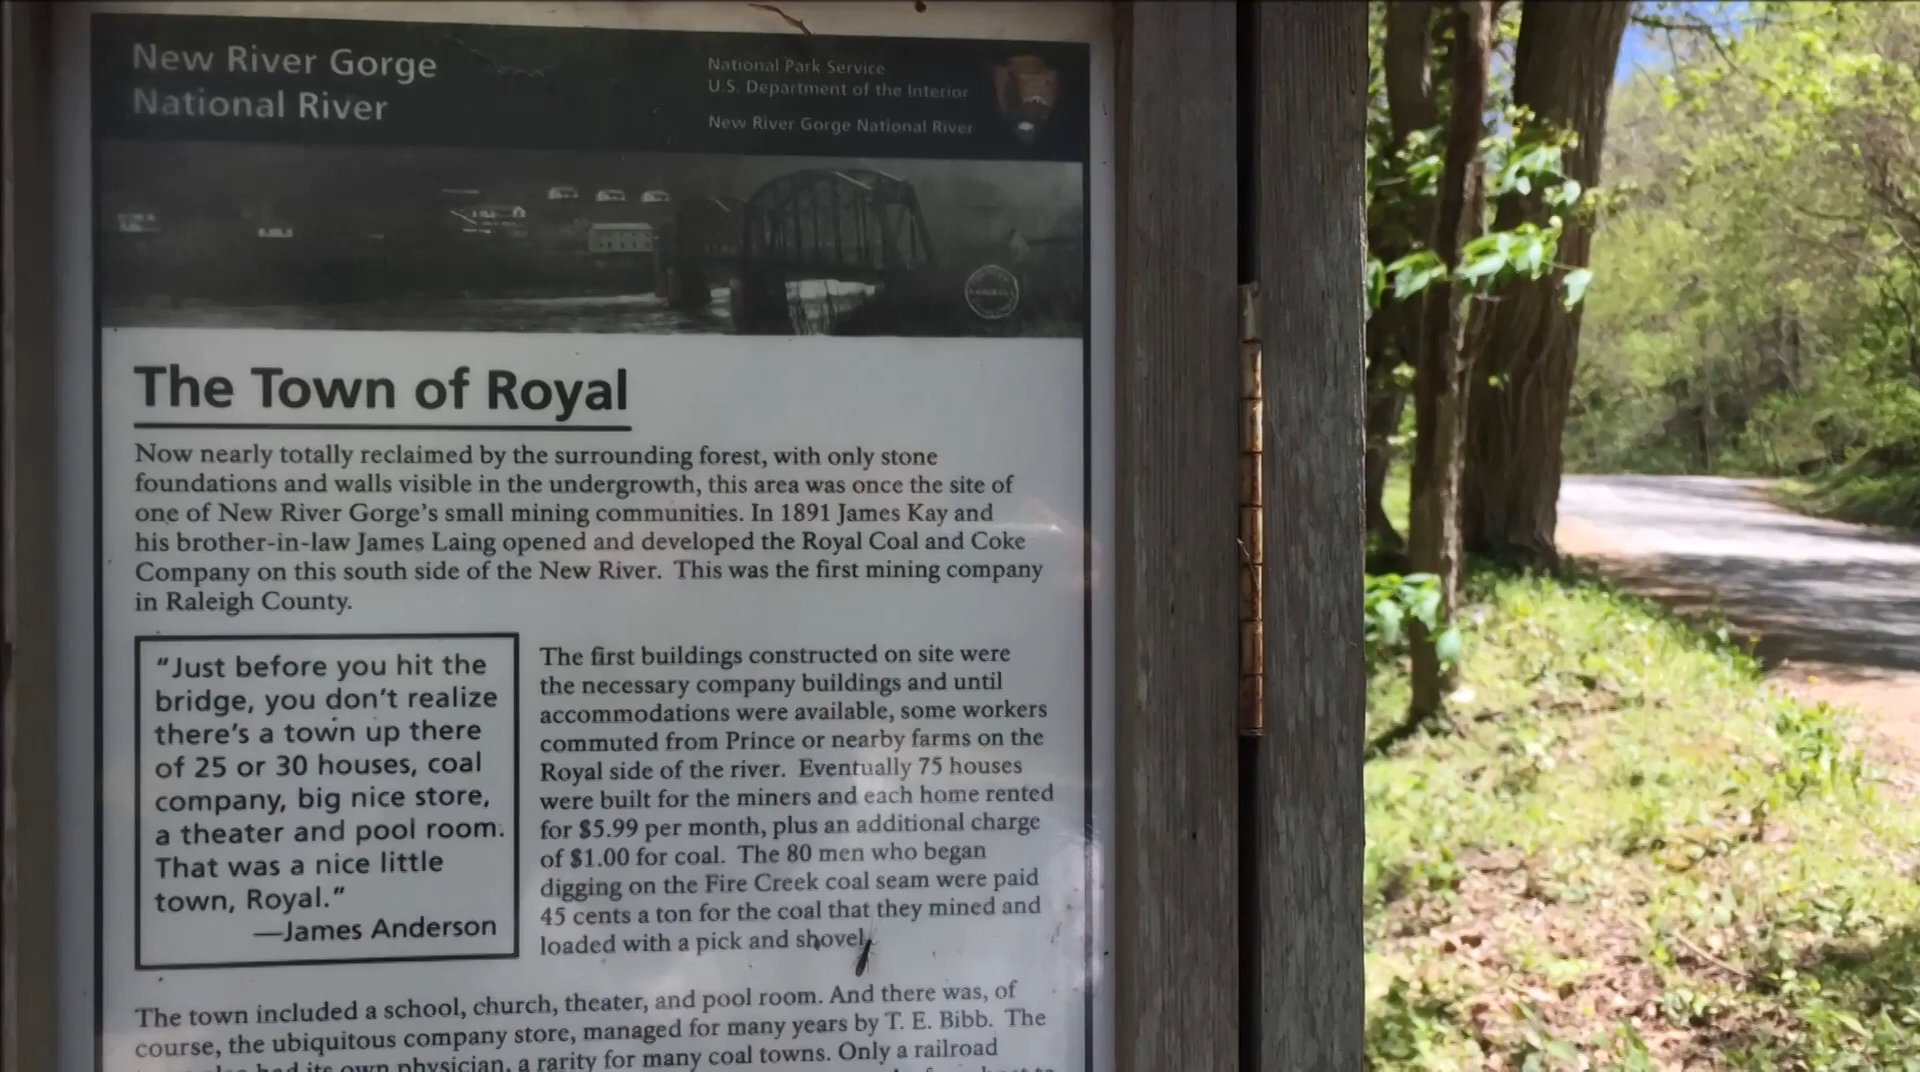 New River Gorge
National River
National Park Service
U.S. Department of the Interior
New River Gorge National River
The Town of Royal
Now nearly totally reclaimed by the surrounding forest, with only stone
foundations and walls visible in the undergrowth, this area was once the site of
one of New River Gorge's small mining communities. In 1891 James Kay and
his brother-in-law James Laing opened and developed the Royal Coal and Coke
Company on this south side of the New River. This was the first mining company
in Raleigh County.
"Just before you hit the
bridge, you don't realize
there's a town up there
of 25 or 30 houses, coal
company, big nice store,
a theater and pool room.
That was a nice little
town, Royal."
—James Anderson
The first buildings constructed on site were
the necessary company buildings and until
accommodations were available, some workers
commuted from Prince or nearby farms on the
Royal side of the river. Eventually 75 houses
were built for the miners and each home rented
for $5.99 per month, plus an additional charge
of $1.00 for coal. The 80 men who began
digging on the Fire Creek coal seam were paid
45 cents a ton for the coal that they mined and
loaded with a pick and shovel.
The town included a school, church, theater, and pool room. And there was, of
course, the ubiquitous company store, managed for many years by T. E. Bibb. The
had its own physician, a rarity for many coal towns. Only a railroad